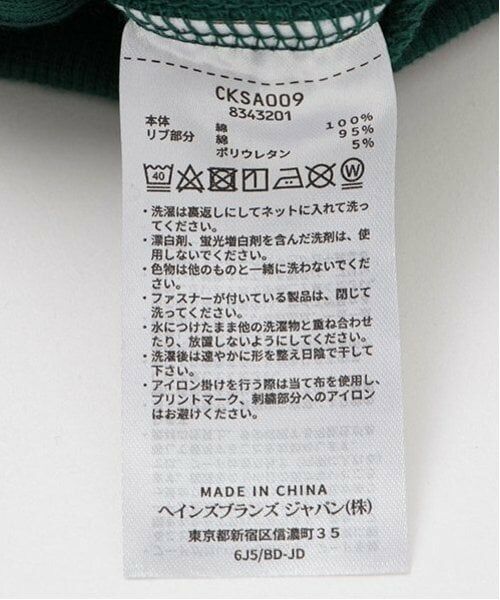 CKSA009
8343201
本体 綿 100%
リブ部分 綿 95%
ポリウレタン 5%
40 W
・洗濯は裏返しにしてネットに入れて洗っ
てください。
・漂白剤、蛍光増白剤を含んだ洗剤は、使
用しないでください。
・色物は他のものと一緒に洗わないでくだ
さい。
・ファスナーが付いている製品は、閉じて
洗ってください。
・水につけたまま他の洗濯物と重ね合わせ
たり、放置しないようにしてください。
・洗濯後は速やかに形を整え日陰で干して
下さい。
・アイロン掛けを行う際は当て布を使用し、
プリントマーク、刺繍部分へのアイロン
はお避けください。
MADE IN CHINA
ヘインズブランズ ジャパン(株)
東京都新宿区信濃町35
6J5/BD-JD